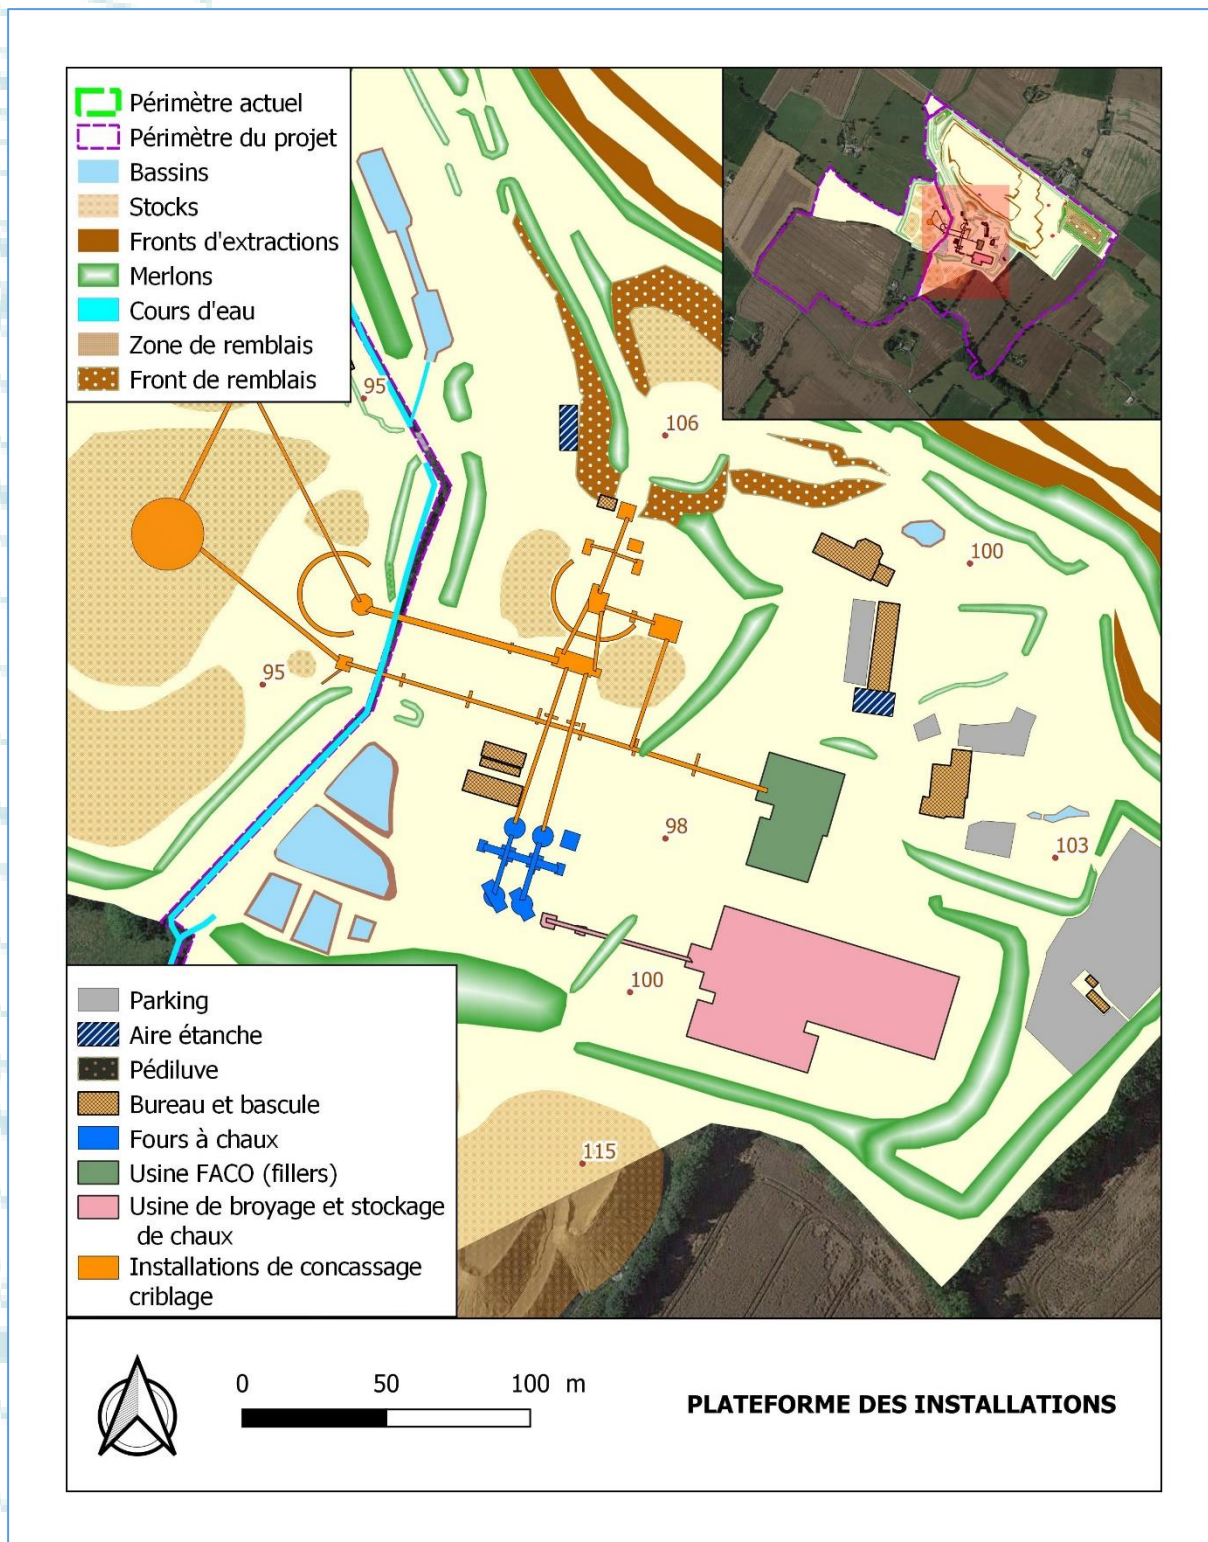 Périmètre actuel
Périmètre du projet
Bassins
Stocks
Fronts d'extractions
Merlons
Cours d'eau
Zone de remblais
Front de remblais
95
106
100
95
98
103
100
115
Parking
Aire étanche
Pédiluve
Bureau et bascule
Fours à chaux
Usine FACO (fillers)
Usine de broyage et stockage
de chaux
Installations de concassage
criblage
0 50 100 m
PLATEFORME DES INSTALLATIONS